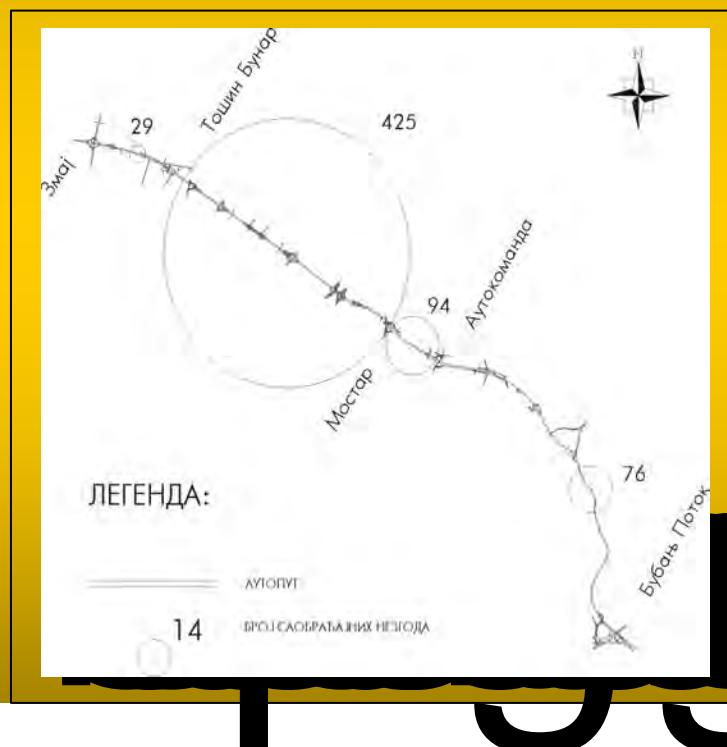 N
Тошин Бунар
425
29
Змај
Аутокоманда
94
Мостар
76
Бубањ Поток
ЛЕГЕНДА:
АУТОПУТ
14
БРОЈ САОБРАЋАЈНИХ НЕЗГОДА